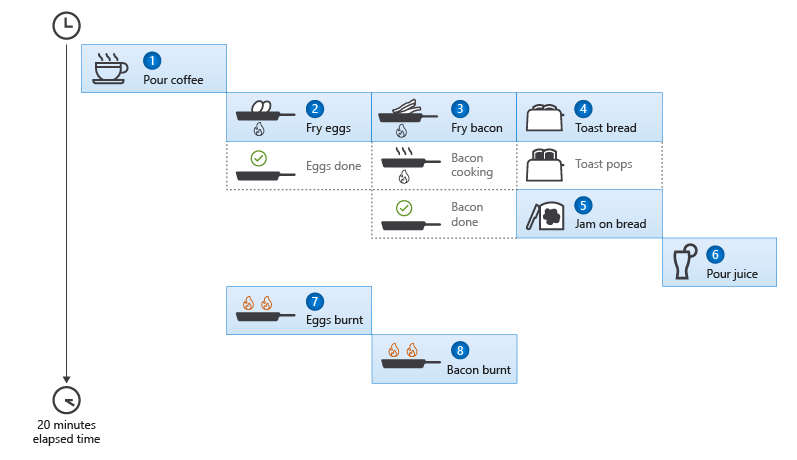 1
Pour coffee
2
Fry eggs
3
Fry bacon
4
Toast bread
Eggs done
Bacon
cooking
Toast pops
Bacon
done
5
Jam on bread
6
Pour juice
7
Eggs burnt
8
Bacon burnt
20 minutes
elapsed time